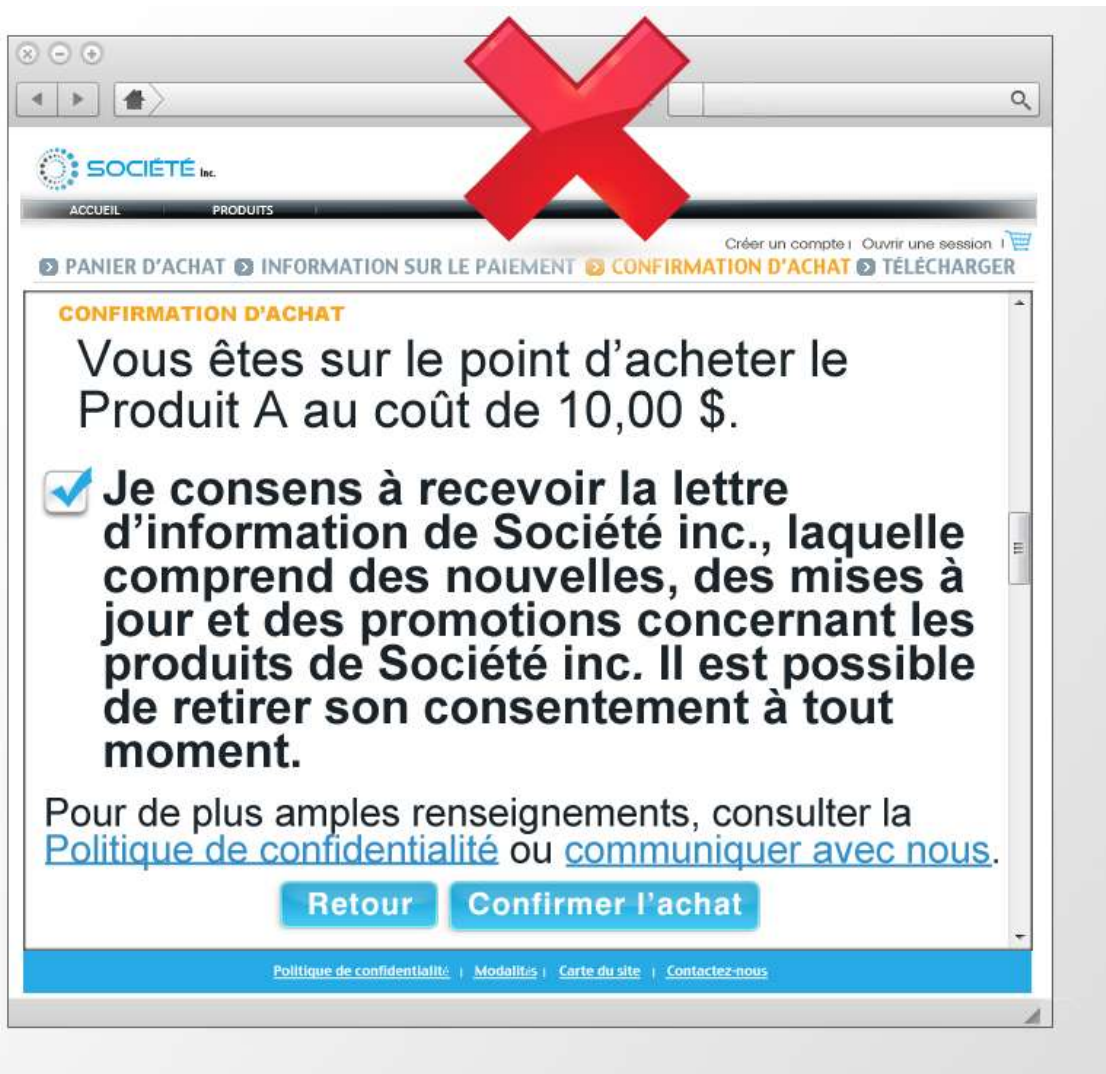 SOCIÉTÉ Inc.
ACCUEIL PRODUITS
Créer un compte Ouvrir une session
PANIER D'ACHAT INFORMATION SUR LE PAIEMENT CONFIRMATION D'ACHAT TÉLÉCHARGER
CONFIRMATION D'ACHAT
Vous êtes sur le point d'acheter le
Produit A au coût de 10,00 $.
Je consens à recevoir la lettre
d'information de Société inc., laquelle
comprend des nouvelles, des mises à
jour et des promotions concernant les
produits de Société inc. Il est possible
de retirer son consentement à tout
moment.
Pour de plus amples renseignements, consulter la
Politique de confidentialité ou communiquer avec nous.
Retour Confirmer l'achat
Politique de confidentialité | Modalités | Carte du site | Contactez-nous